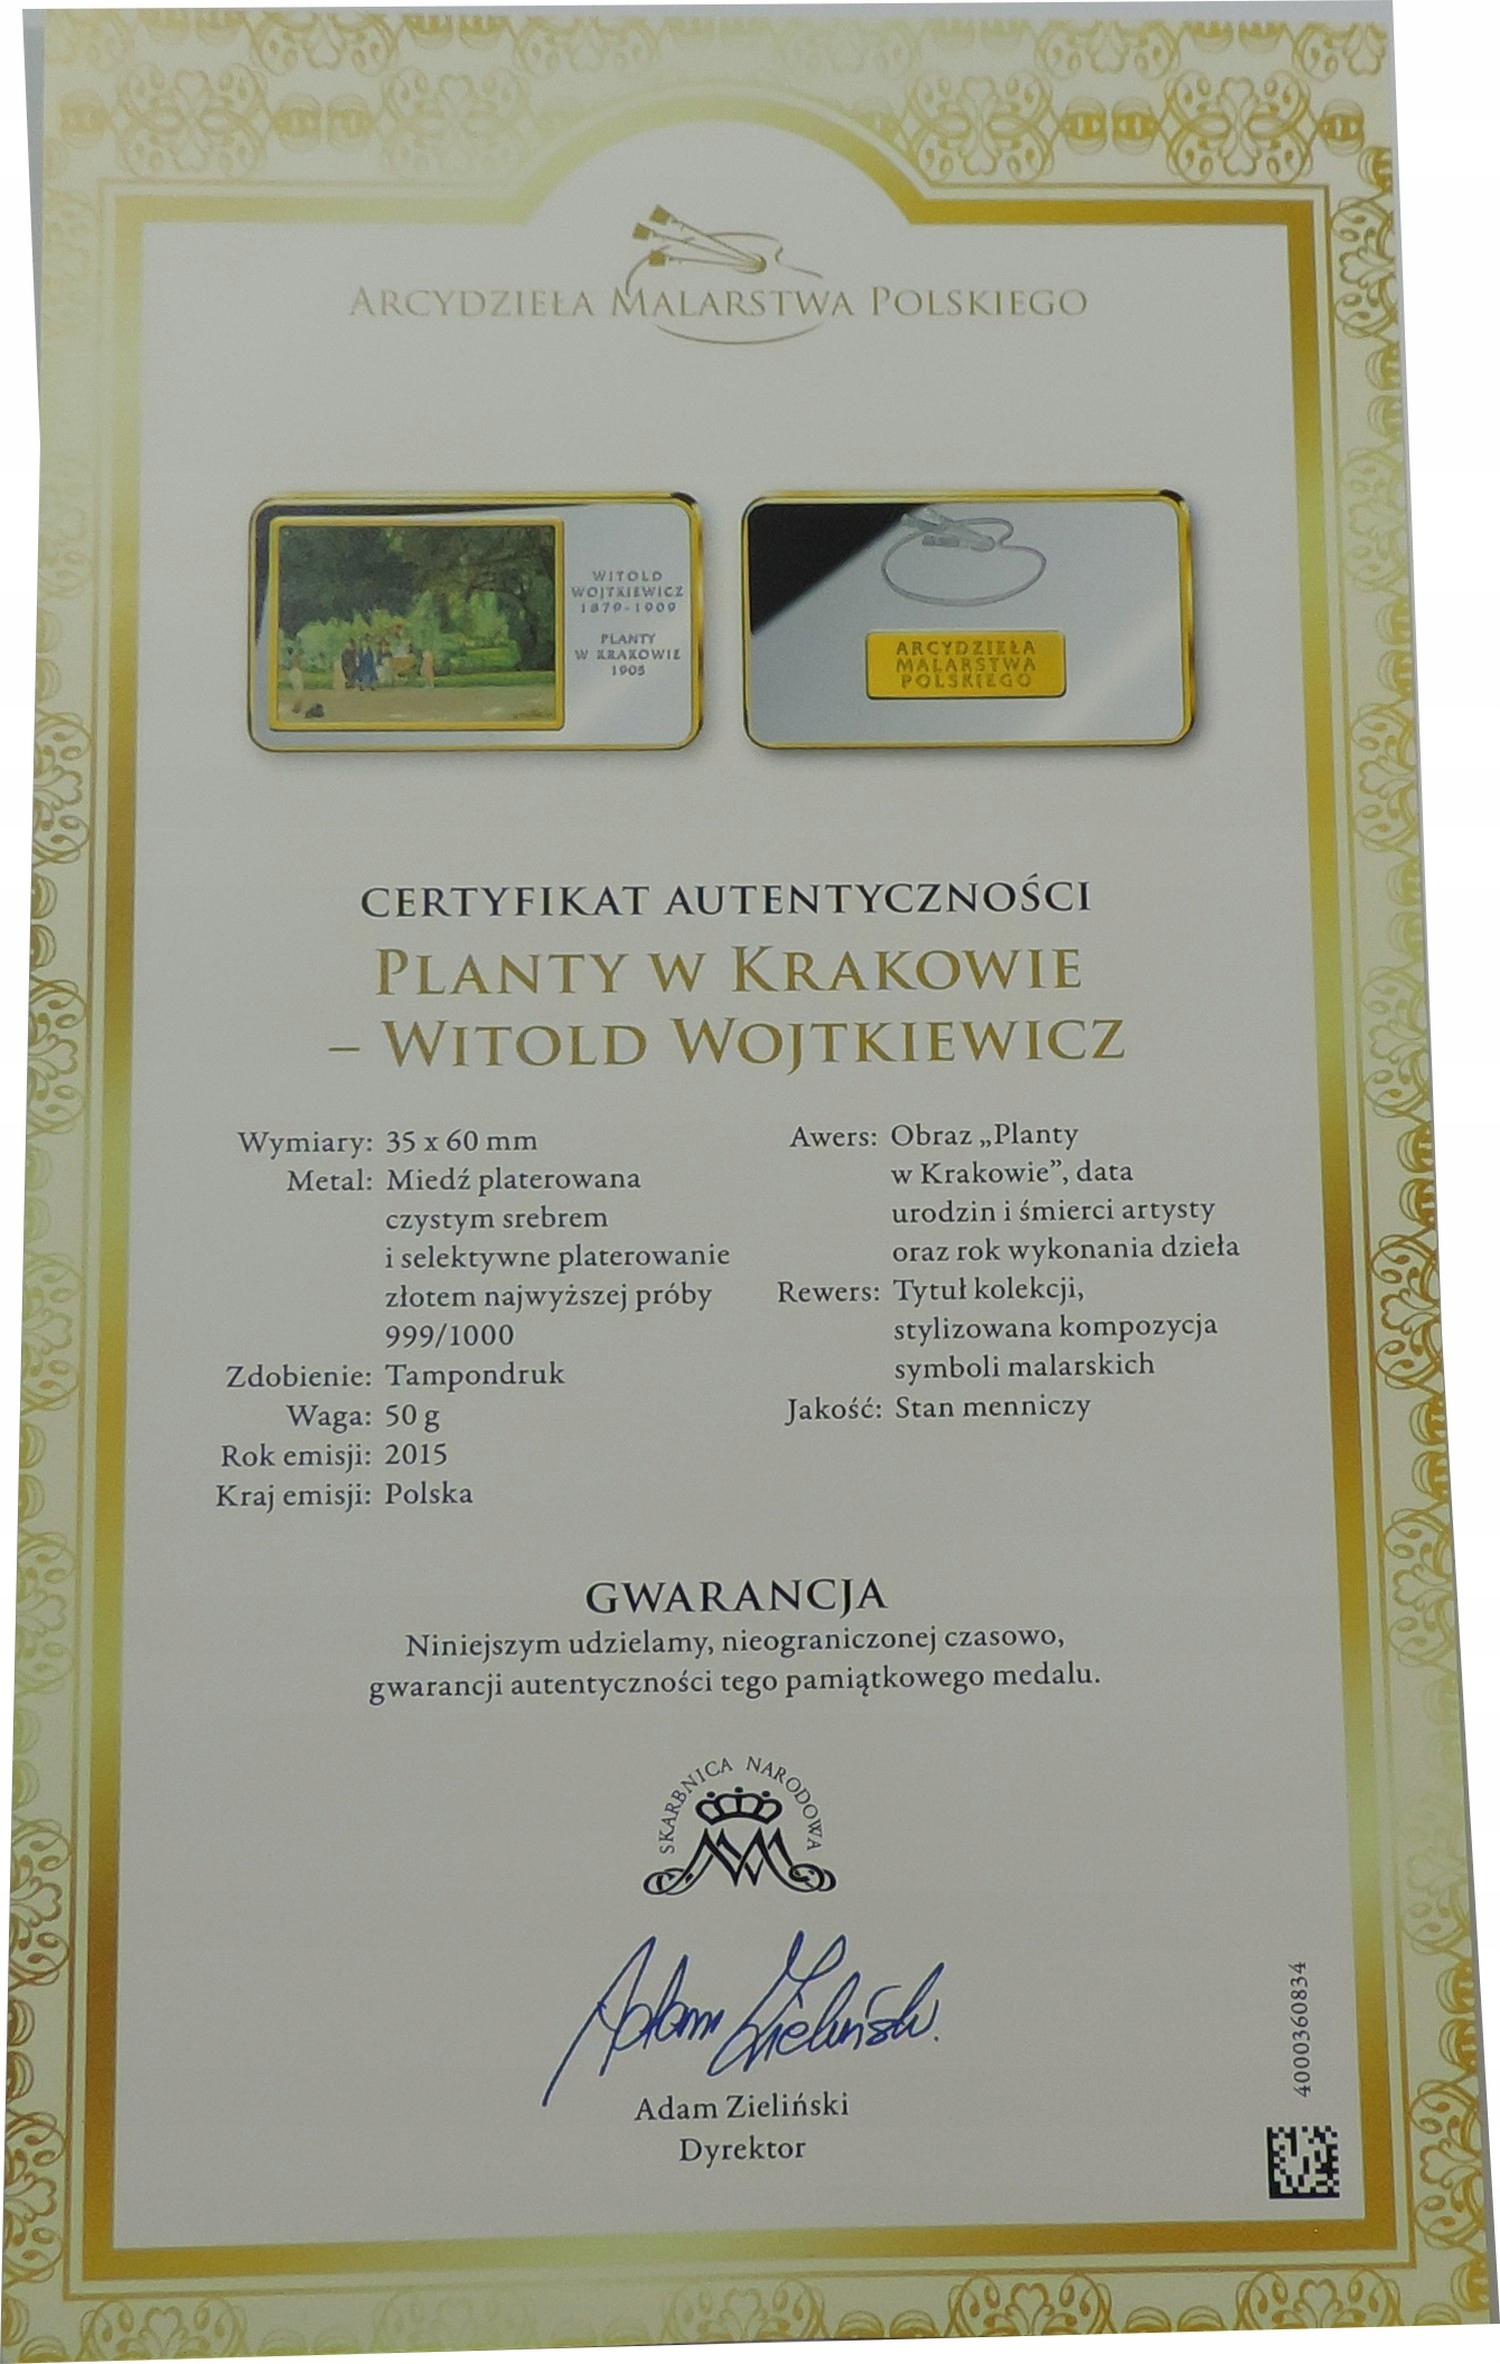 ARCYDZIEŁA MALARSTWA POLSKIEGO
WITOLD
WOJTKIEWICZ
1879-1909
PLANTY
W KRAKOWIE
1905
ARCYDZIEŁA
MALARSTWA
POLSKIEGO
CERTYFIKAT AUTENTYCZNOŚCI
PLANTY W KRAKOWIE
– WITOLD WOJTKIEWICZ
Wymiary: 35 x 60 mm
Metal: Miedź platerowana
czystym srebrem
i selektywne platerowanie
złotem najwyższej próby
999/1000
Zdobienie: Tampondruk
Waga: 50 g
Rok emisji: 2015
Kraj emisji: Polska
Awers: Obraz „Planty
w Krakowie”, data
urodzin i śmierci artysty
oraz rok wykonania dzieła
Rewers: Tytuł kolekcji,
stylizowana kompozycja
symboli malarskich
Jakość: Stan menniczy
GWARANCJA
Niniejszym udzielamy, nieograniczonej czasowo,
gwarancji autentyczności tego pamiątkowego medalu.
SKARBNICA NARODOWA
Adam Zieliński
Adam Zieliński
Dyrektor
4000360834